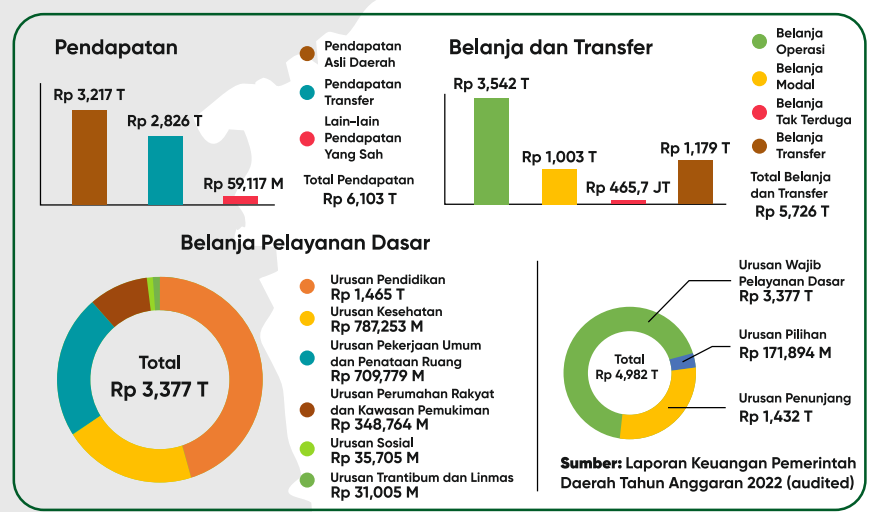 Pendapatan
Rp 3,217 T
Rp 2,826 T
Rp 59,117 M
Pendapatan
Asli Daerah
Pendapatan
Transfer
Lain-lain
Pendapatan
Yang Sah
Total Pendapatan
Rp 6,103 T
Belanja dan Transfer
Rp 3,542 T
Rp 1,003 T
Rp 465,7 JT
Rp 1,179 T
Belanja
Operasi
Belanja
Modal
Belanja
Tak Terduga
Belanja
Transfer
Total Belanja
dan Transfer
Rp 5,726 T
Belanja Pelayanan Dasar
Total
Rp 3,377 T
Urusan Pendidikan
Rp 1,465 T
Urusan Kesehatan
Rp 787,253 M
Urusan Pekerjaan Umum
dan Penataan Ruang
Rp 709,779 M
Urusan Perumahan Rakyat
dan Kawasan Pemukiman
Rp 348,764 M
Urusan Sosial
Rp 35,705 M
Urusan Trantibum dan Linmas
Rp 31,005 M
Total
Rp 4,982 T
Urusan Wajib
Pelayanan Dasar
Rp 3,377 T
Urusan Pilihan
Rp 171,894 M
Urusan Penunjang
Rp 1,432 T
Sumber: Laporan Keuangan Pemerintah
Daerah Tahun Anggaran 2022 (audited)